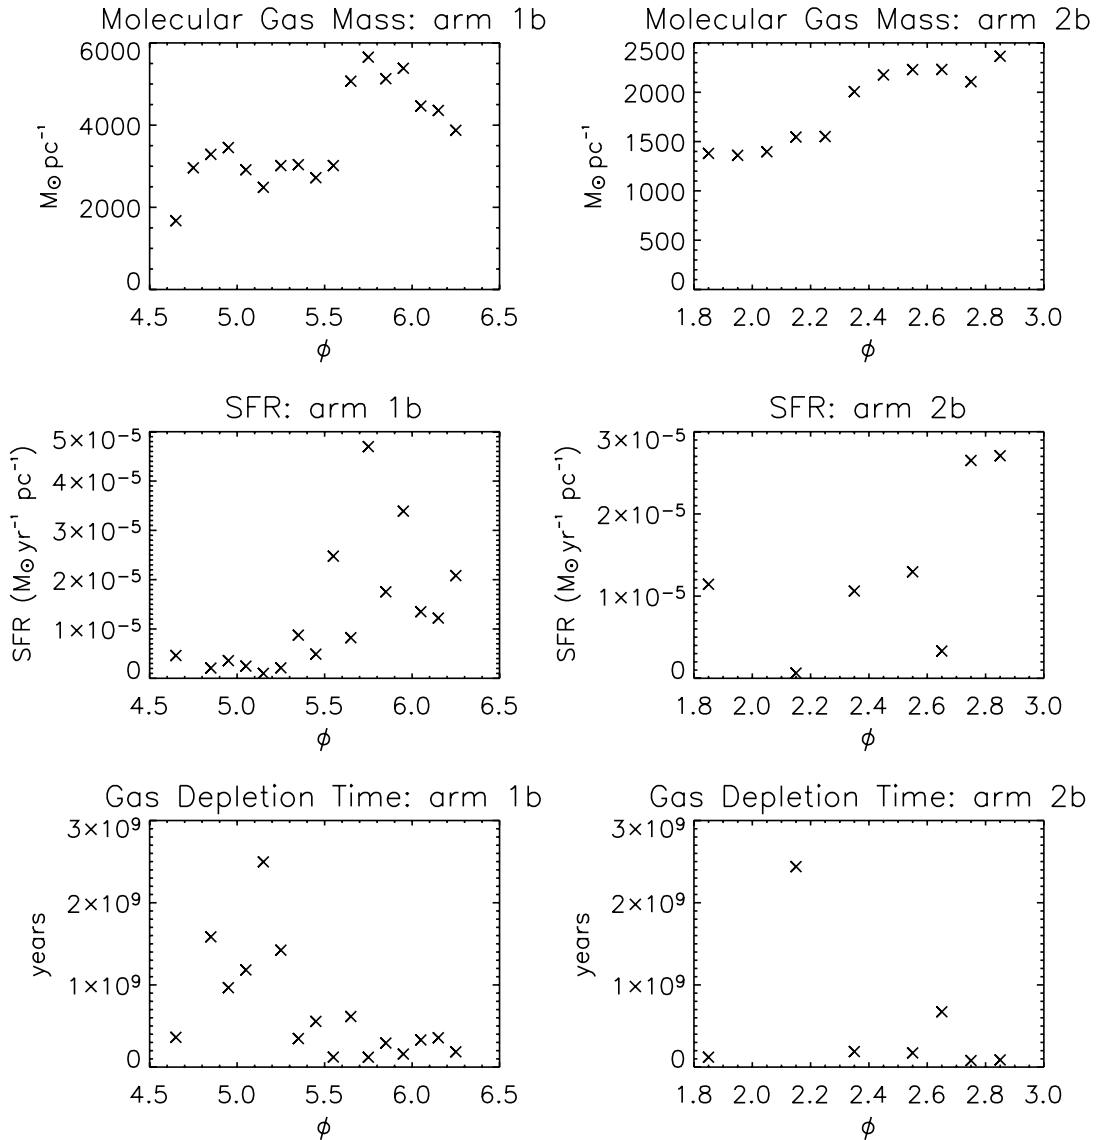 Molecular Gas Mass: arm 1b
6000
4000
2000
0
M⊙pc⁻¹
4.5 5.0 5.5 6.0 6.5
ϕ
Molecular Gas Mass: arm 2b
2500
2000
1500
1000
500
0
M⊙pc⁻¹
1.8 2.0 2.2 2.4 2.6 2.8 3.0
ϕ
SFR: arm 1b
5×10⁻⁵
4×10⁻⁵
3×10⁻⁵
2×10⁻⁵
1×10⁻⁵
0
SFR (M⊙yr⁻¹ pc⁻¹)
4.5 5.0 5.5 6.0 6.5
ϕ
SFR: arm 2b
3×10⁻⁵
2×10⁻⁵
1×10⁻⁵
0
SFR (M⊙yr⁻¹ pc⁻¹)
1.8 2.0 2.2 2.4 2.6 2.8 3.0
ϕ
Gas Depletion Time: arm 1b
3×10⁹
2×10⁹
1×10⁹
0
years
4.5 5.0 5.5 6.0 6.5
ϕ
Gas Depletion Time: arm 2b
3×10⁹
2×10⁹
1×10⁹
0
years
1.8 2.0 2.2 2.4 2.6 2.8 3.0
ϕ